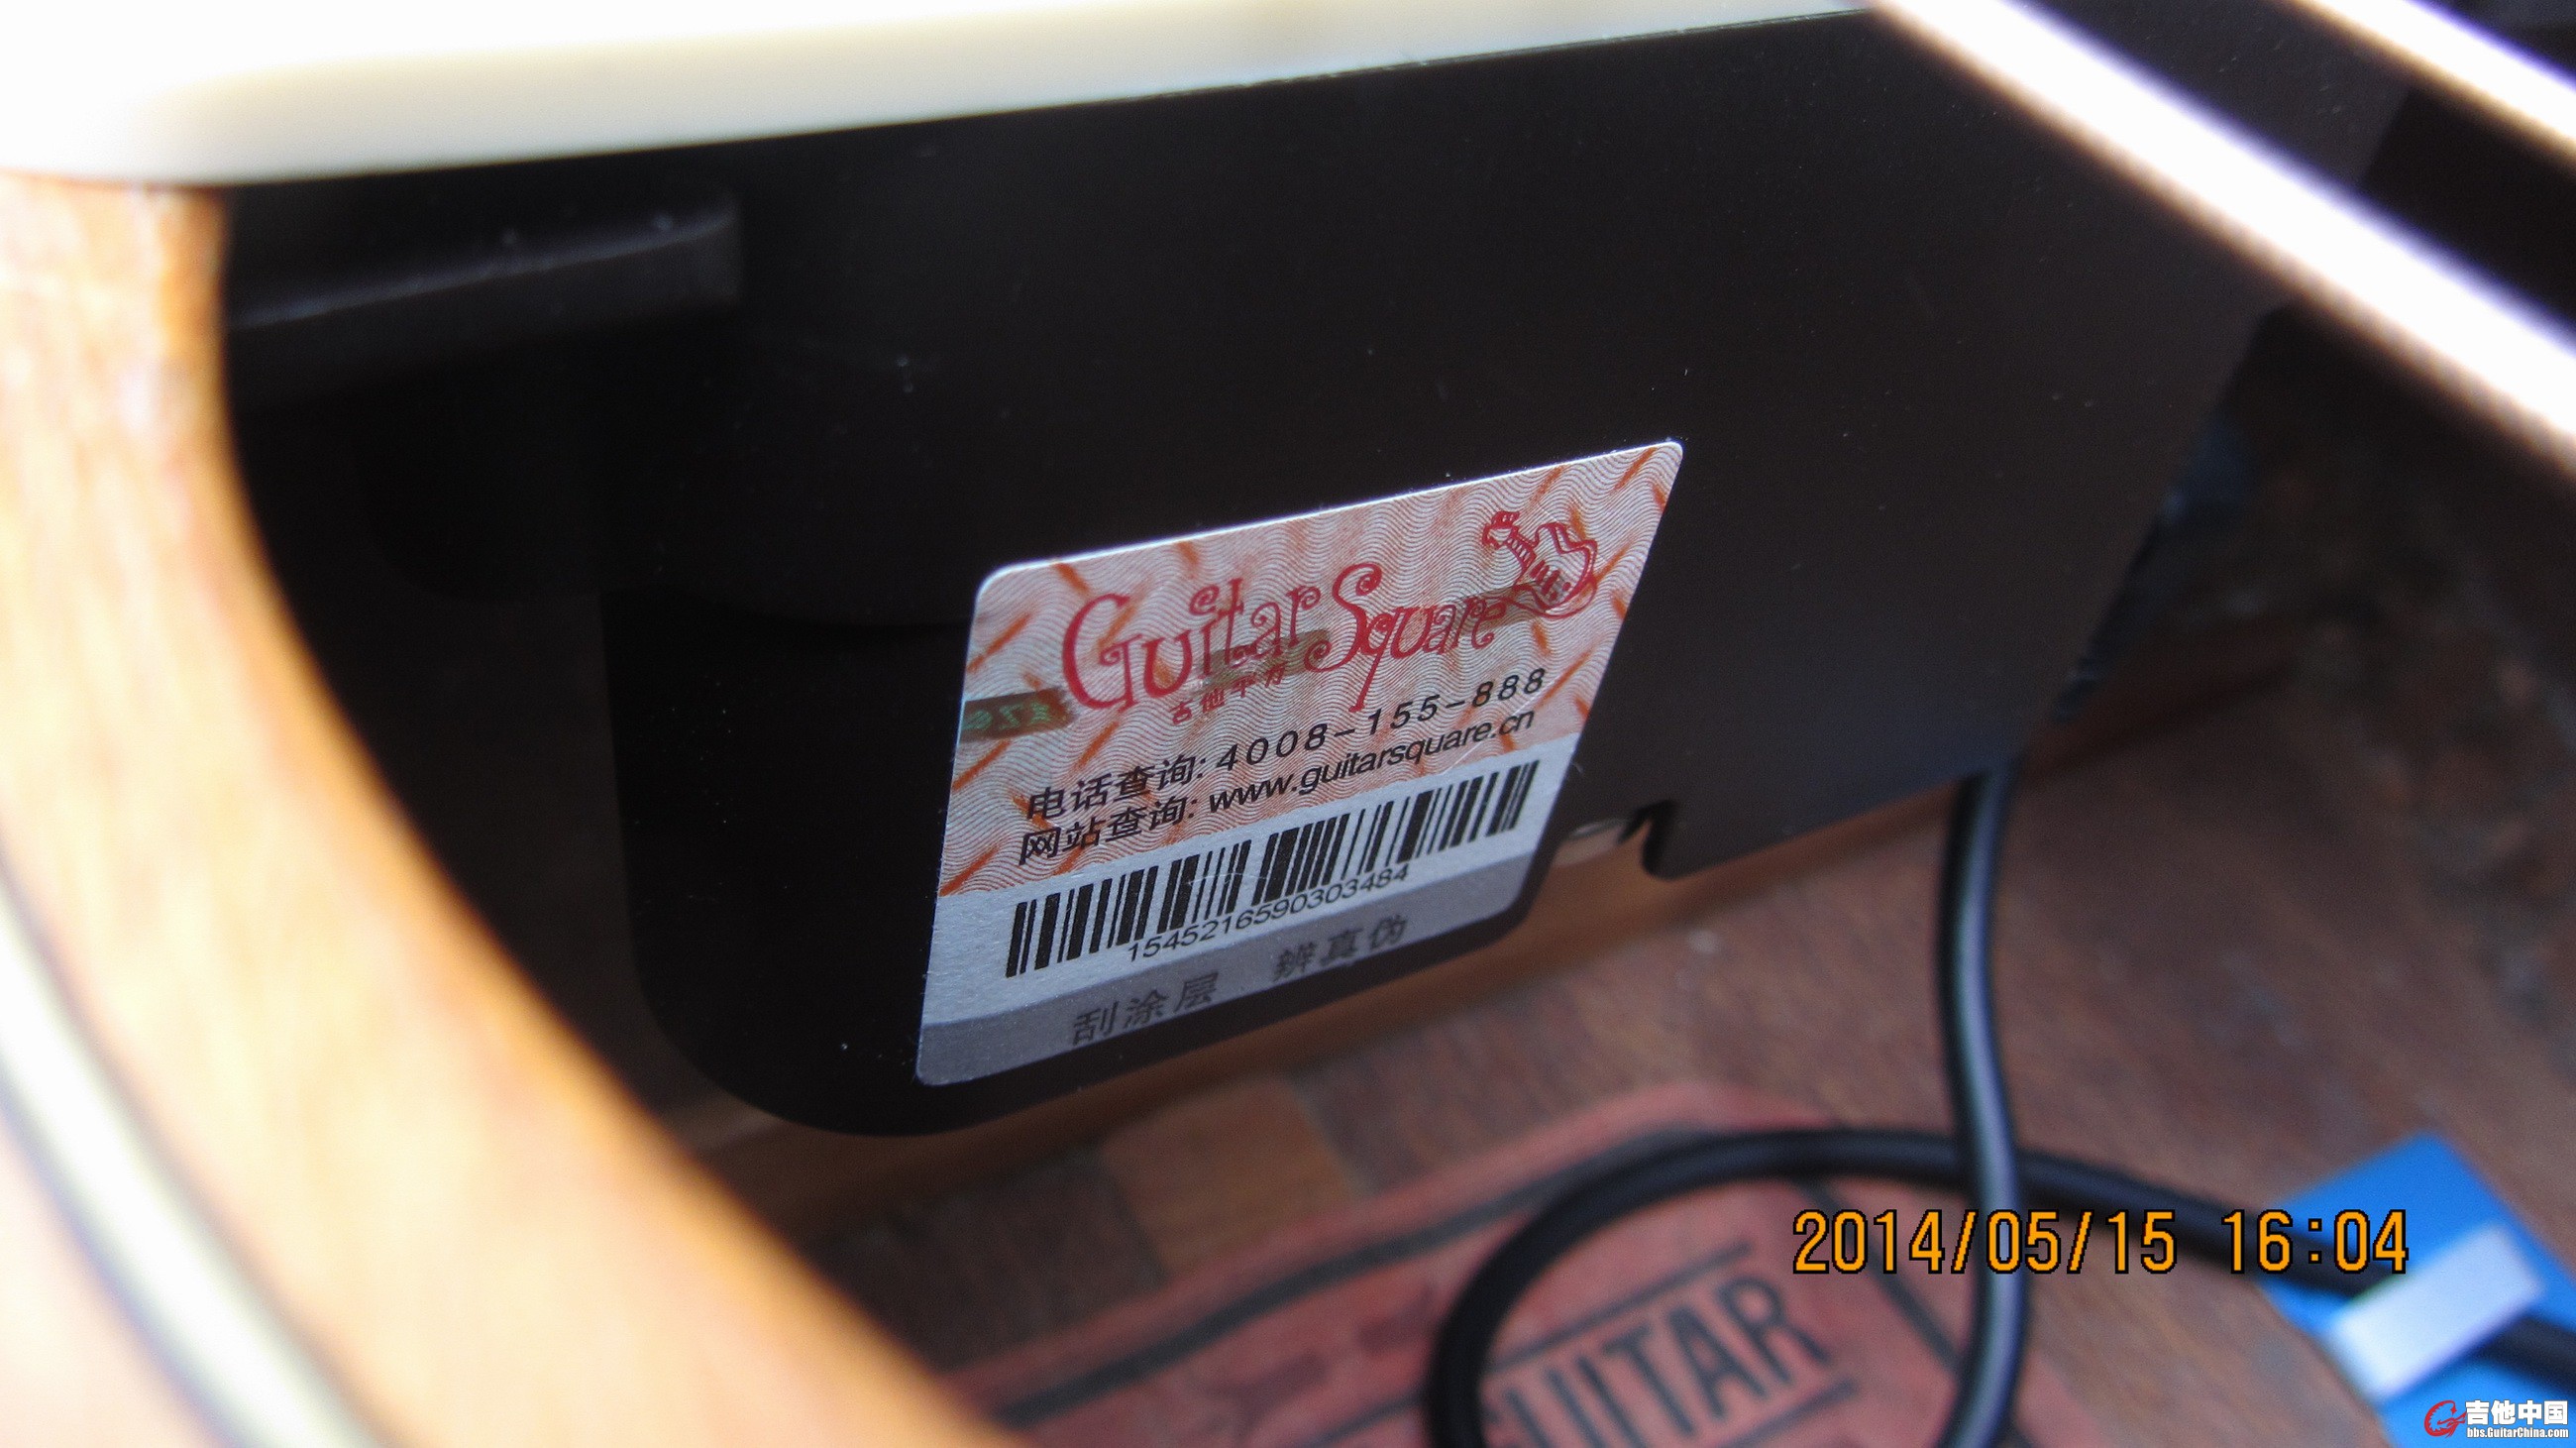 Guitar Square
吉他平方
电话查询: 4008-155-888
网站查询: www.guitarsquare.cn
1545216590303484
刮涂层 辨真伪
2014/05/15 16:04
GUITAR
吉他中国
bbs.GuitarChina.com